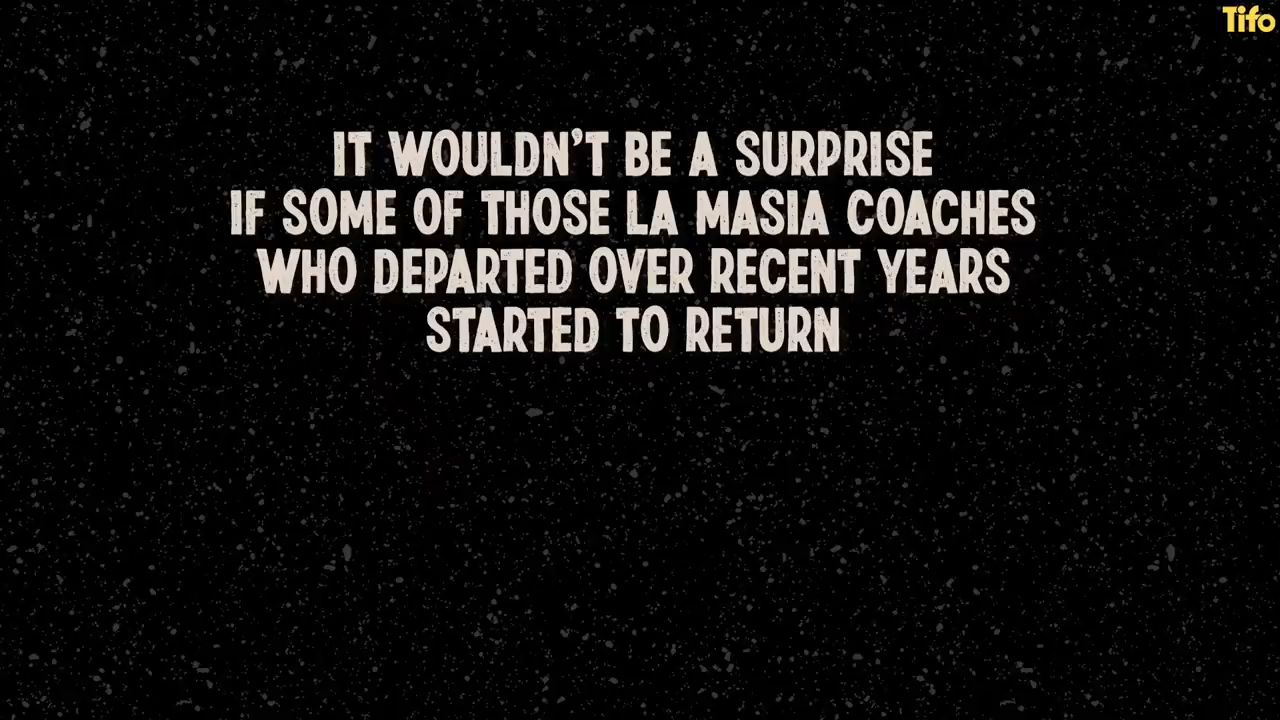 Tifo
IT WOULDN'T BE A SURPRISE
IF SOME OF THOSE LA MASIA COACHES
WHO DEPARTED OVER RECENT YEARS
STARTED TO RETURN